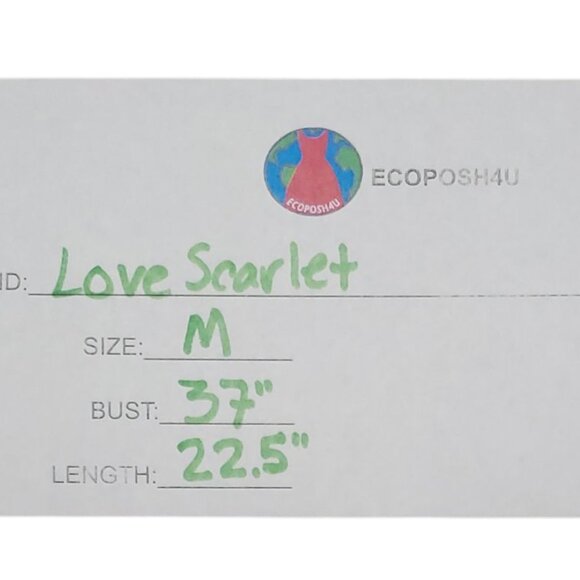 ECOPOSH4U
ECOPOSH4U
ND: Love Scarlet
SIZE: M
BUST: 37"
LENGTH: 22.5"